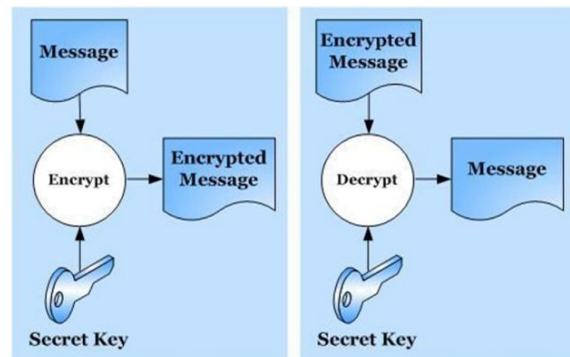 Message
Encrypt
Encrypted
Message
Secret Key
Encrypted
Message
Decrypt
Message
Secret Key